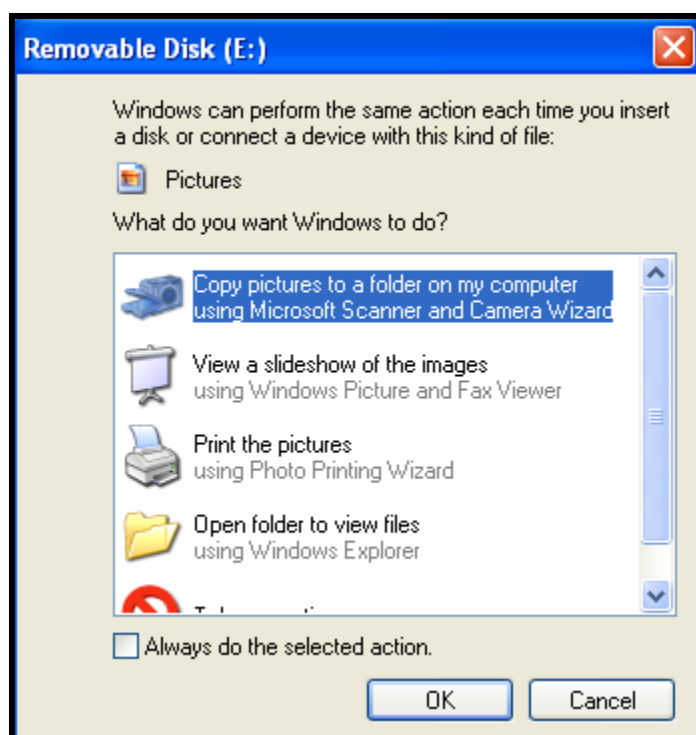 Removable Disk (E:)
Windows can perform the same action each time you insert
a disk or connect a device with this kind of file:
Pictures
What do you want Windows to do?
Copy pictures to a folder on my computer
using Microsoft Scanner and Camera Wizard
View a slideshow of the images
using Windows Picture and Fax Viewer
Print the pictures
using Photo Printing Wizard
Open folder to view files
using Windows Explorer
Always do the selected action.
OK
Cancel